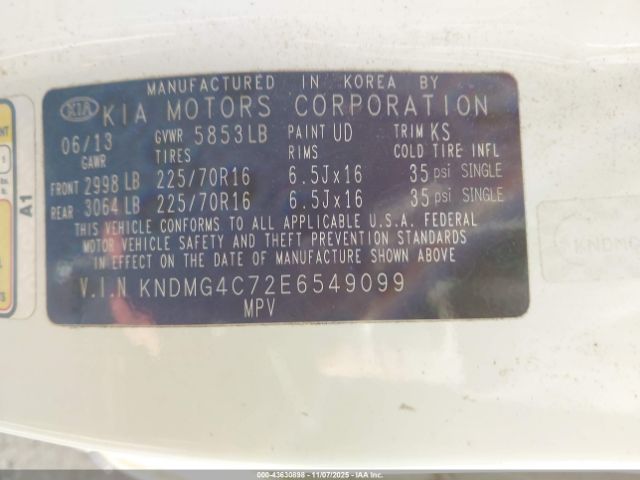 MANUFACTURED IN KOREA BY
KIA KIA MOTORS CORPORATION
06/13 GVWR 5853LB PAINT UD TRIM KS
GAWR TIRES RIMS COLD TIRE INFL
FRONT 2998 LB 225/70R16 6.5Jx16 35 psi SINGLE
REAR 3064 LB 225/70R16 6.5Jx16 35 psi SINGLE
THIS VEHICLE CONFORMS TO ALL APPLICABLE U.S.A. FEDERAL
MOTOR VEHICLE SAFETY AND THEFT PREVENTION STANDARDS
IN EFFECT ON THE DATE OF MANUFACTURE SHOWN ABOVE
V.I.N KNDMG4C72E6549099
MPV
A1
KNDMG
000-43630898 - 11/07/2025 - IAA Inc.